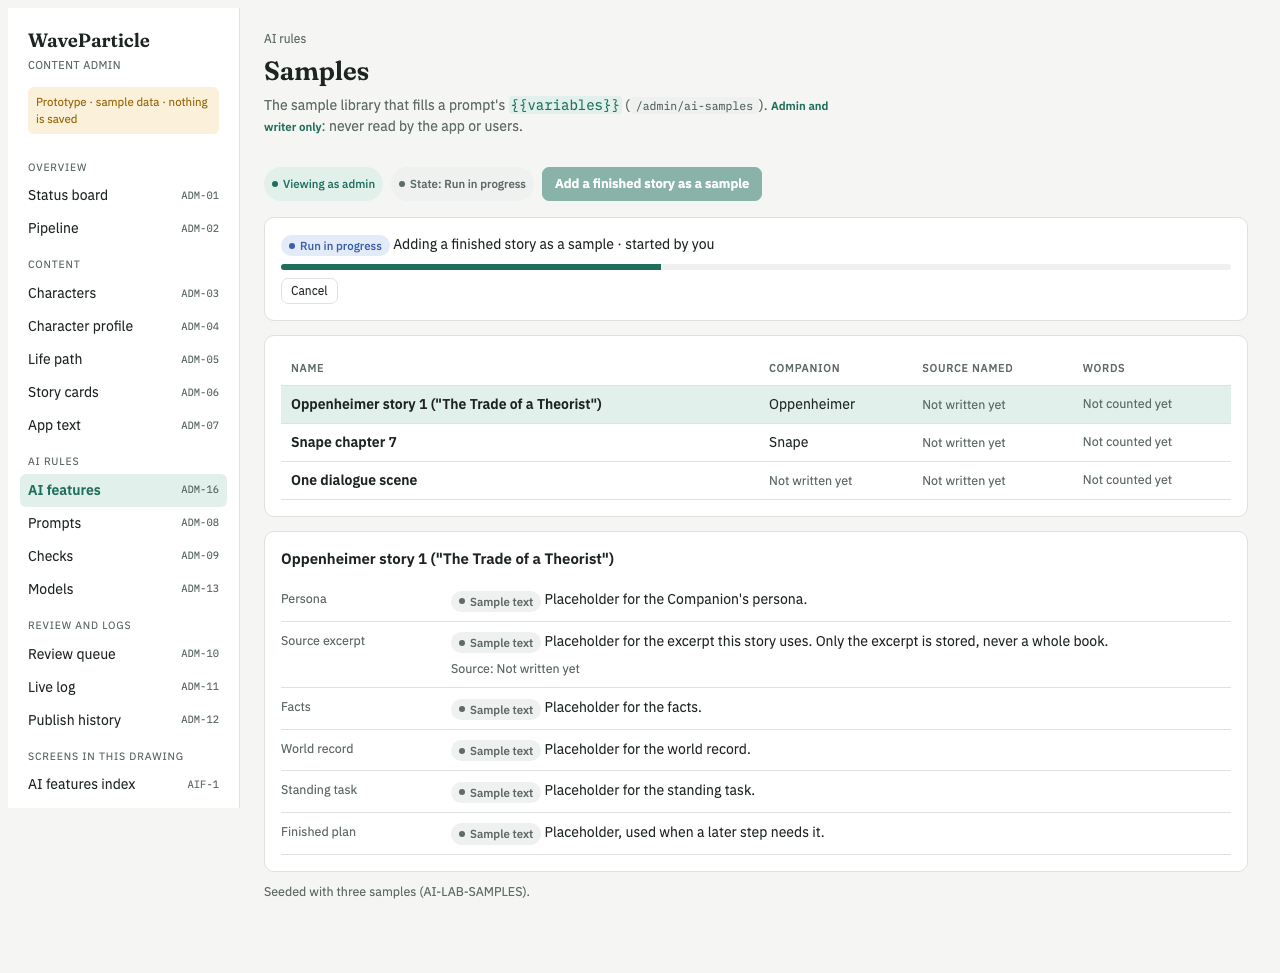 WaveParticle
CONTENT ADMIN
Prototype · sample data · nothing
is saved
OVERVIEW
Status board ADM-01
Pipeline ADM-02
CONTENT
Characters ADM-03
Character profile ADM-04
Life path ADM-05
Story cards ADM-06
App text ADM-07
AI RULES
AI features ADM-16
Prompts ADM-08
Checks ADM-09
Models ADM-13
REVIEW AND LOGS
Review queue ADM-10
Live log ADM-11
Publish history ADM-12
SCREENS IN THIS DRAWING
AI features index AIF-1
AI rules
Samples
The sample library that fills a prompt's {{variables}} ( /admin/ai-samples ). Admin and
writer only: never read by the app or users.
Viewing as admin State: Run in progress Add a finished story as a sample
Run in progress Adding a finished story as a sample · started by you
Cancel
NAME COMPANION SOURCE NAMED WORDS
Oppenheimer story 1 ("The Trade of a Theorist") Oppenheimer Not written yet Not counted yet
Snape chapter 7 Snape Not written yet Not counted yet
One dialogue scene Not written yet Not written yet Not counted yet
Oppenheimer story 1 ("The Trade of a Theorist")
Persona Sample text Placeholder for the Companion's persona.
Source excerpt Sample text Placeholder for the excerpt this story uses. Only the excerpt is stored, never a whole book.
Source: Not written yet
Facts Sample text Placeholder for the facts.
World record Sample text Placeholder for the world record.
Standing task Sample text Placeholder for the standing task.
Finished plan Sample text Placeholder, used when a later step needs it.
Seeded with three samples (AI-LAB-SAMPLES).